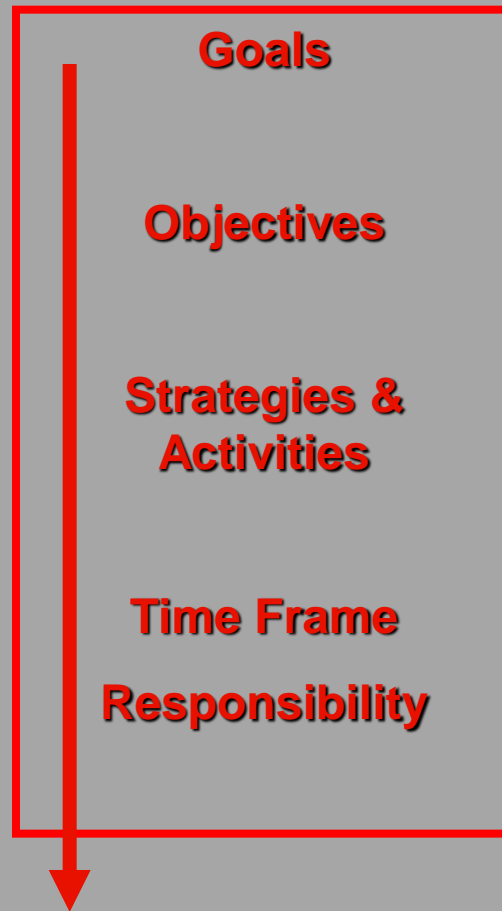 Goals
Objectives
Strategies &
Activities
Time Frame
Responsibility